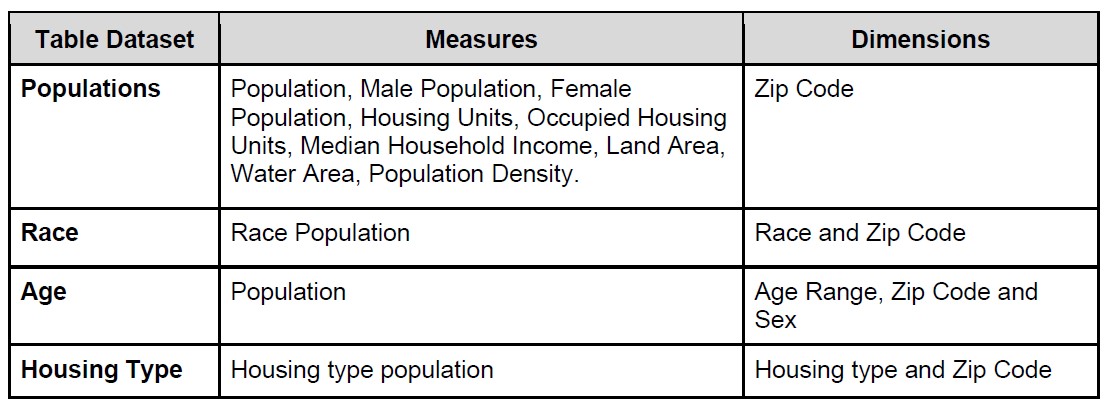 Table Dataset Measures Dimensions
Populations Population, Male Population, Female Zip Code
Population, Housing Units, Occupied Housing
Units, Median Household Income, Land Area,
Water Area, Population Density.
Race Race Population Race and Zip Code
Age Population Age Range, Zip Code and
Sex
Housing Type Housing type population Housing type and Zip Code